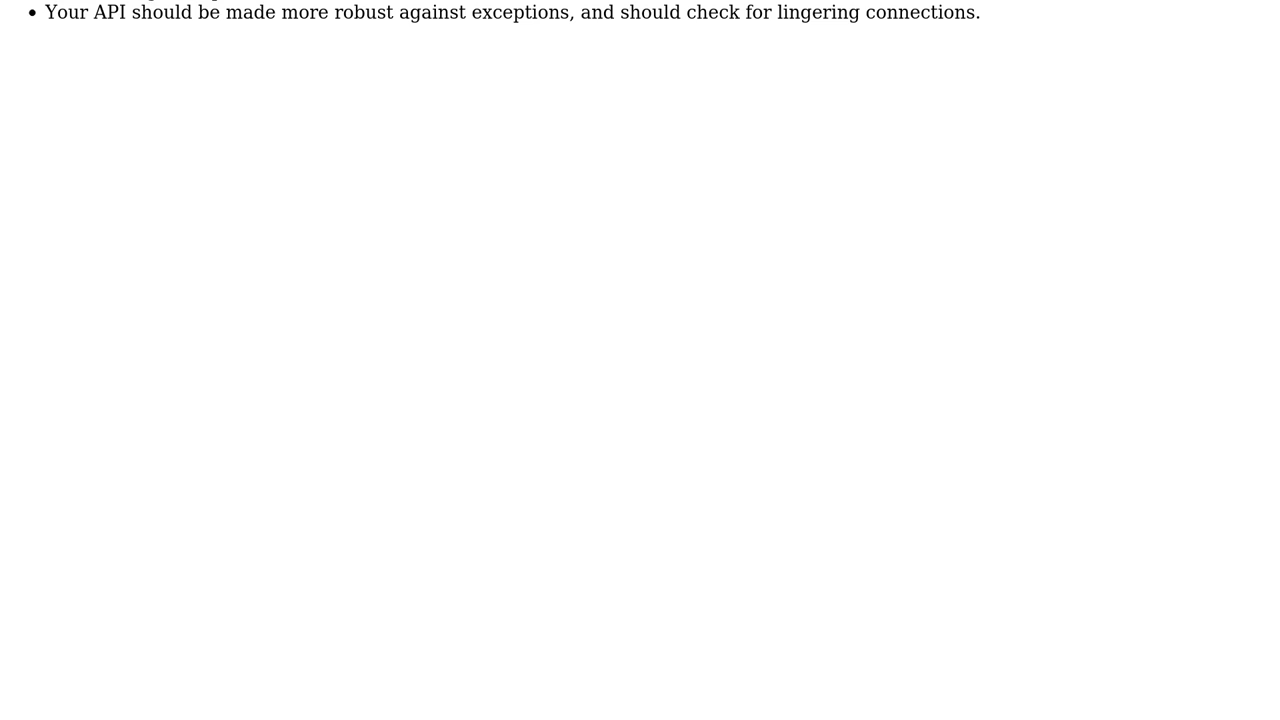 • Your API should be made more robust against exceptions, and should check for lingering connections.